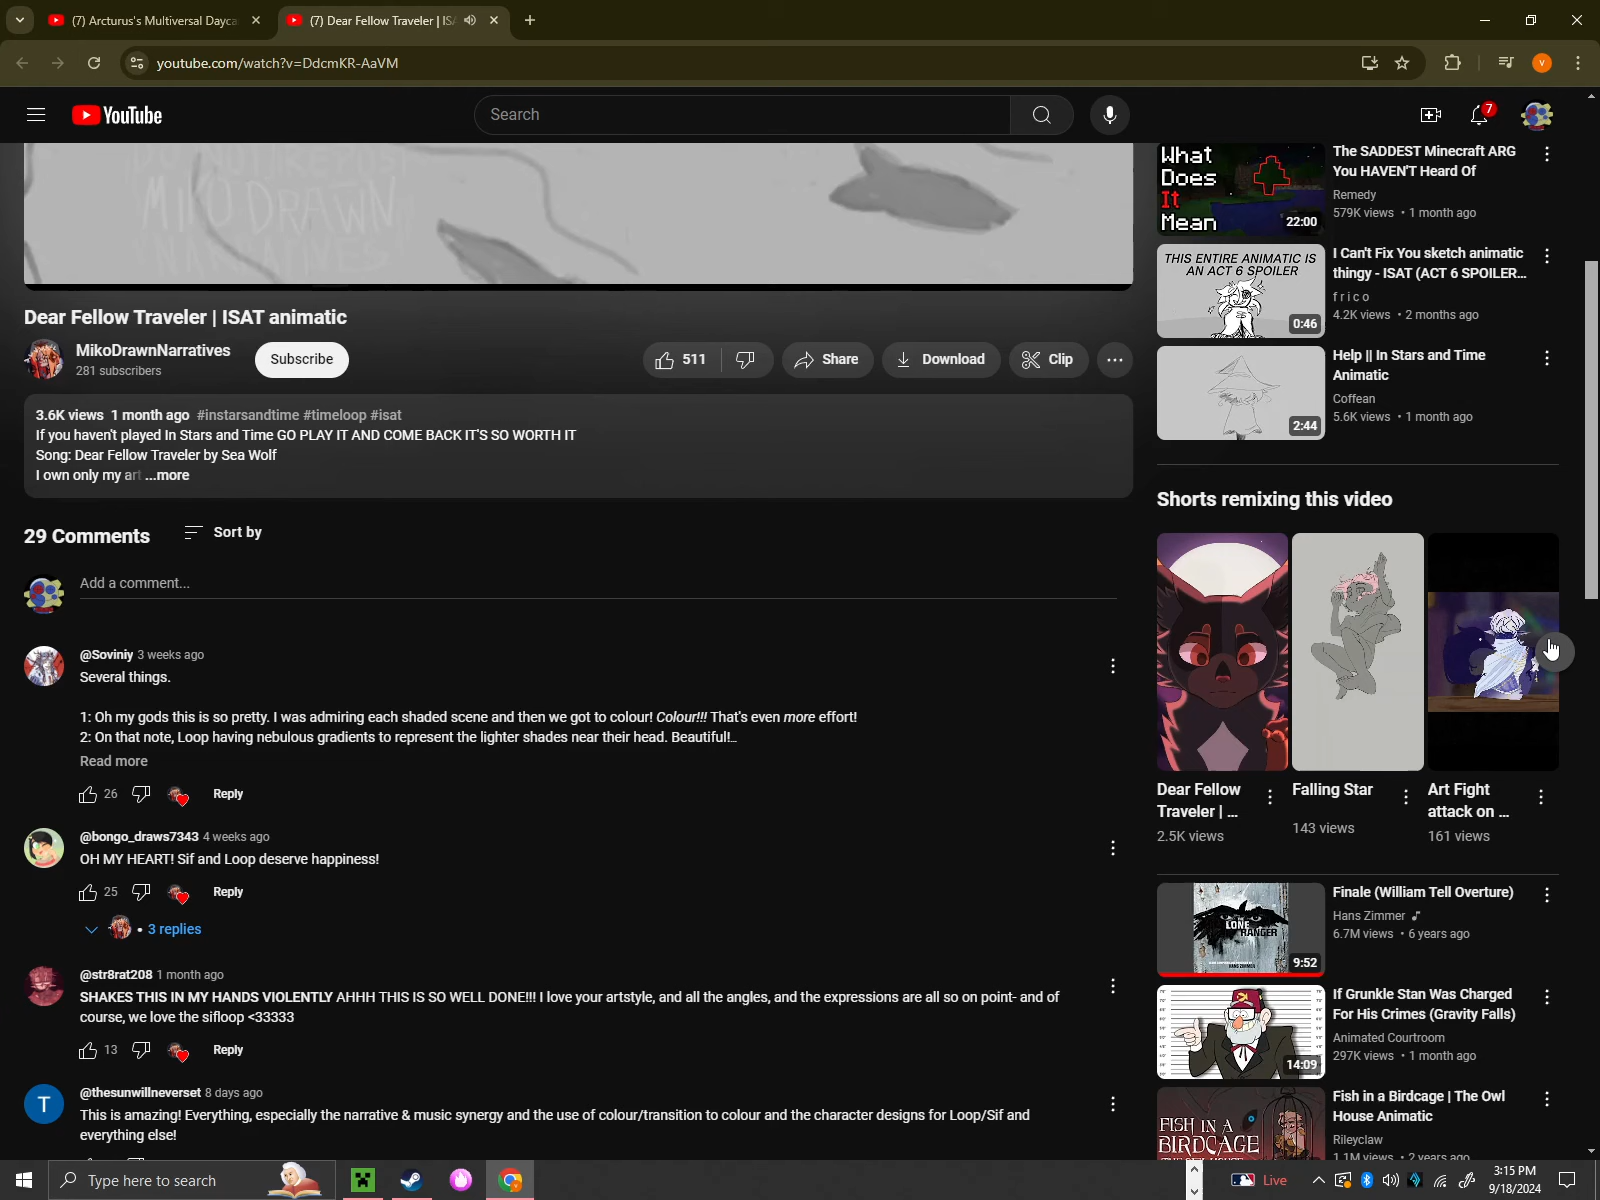 (7) Arcturus's Multiversal Dayca
(7) Dear Fellow Traveler | IS
youtube.com/watch?v=DdcmKR-AaVM
V
YouTube
Search
7
MIKO DRAWN
NARRATIVES
Dear Fellow Traveler | ISAT animatic
MikoDrawnNarratives
281 subscribers
Subscribe
511
Share
Download
Clip
3.6K views 1 month ago #instarsandtime #timeloop #isat
If you haven't played In Stars and Time GO PLAY IT AND COME BACK IT'S SO WORTH IT
Song: Dear Fellow Traveler by Sea Wolf
I own only my art ...more
29 Comments
Sort by
Add a comment...
@Soviniy 3 weeks ago
Several things.
1: Oh my gods this is so pretty. I was admiring each shaded scene and then we got to colour! Colour!!! That's even more effort!
2: On that note, Loop having nebulous gradients to represent the lighter shades near their head. Beautiful!...
Read more
26
Reply
@bongo_draws7343 4 weeks ago
OH MY HEART! Sif and Loop deserve happiness!
25
Reply
• 3 replies
@str8rat208 1 month ago
SHAKES THIS IN MY HANDS VIOLENTLY AHHH THIS IS SO WELL DONE!!! I love your artstyle, and all the angles, and the expressions are all so on point- and of
course, we love the sifloop <33333
13
Reply
T
@thesunwillneverset 8 days ago
This is amazing! Everything, especially the narrative & music synergy and the use of colour/transition to colour and the character designs for Loop/Sif and
everything else!
What
Does
It
Mean
22:00
The SADDEST Minecraft ARG
You HAVEN'T Heard Of
Remedy
579K views • 1 month ago
THIS ENTIRE ANIMATIC IS
AN ACT 6 SPOILER
0:46
I Can't Fix You sketch animatic
thingy - ISAT (ACT 6 SPOILER...
frico
4.2K views • 2 months ago
2:44
Help || In Stars and Time
Animatic
Coffean
5.6K views • 1 month ago
Shorts remixing this video
Dear Fellow
Traveler | ...
2.5K views
Falling Star
143 views
Art Fight
attack on ...
161 views
LONE
RANGER
9:52
Finale (William Tell Overture)
Hans Zimmer
6.7M views • 6 years ago
14:09
If Grunkle Stan Was Charged
For His Crimes (Gravity Falls)
Animated Courtroom
297K views • 1 month ago
FISH IN A
BIRDCAGE
Fish in a Birdcage | The Owl
House Animatic
Rileyclaw
1.1M views • 2 years ago
Type here to search
Live
3:15 PM
9/18/2024